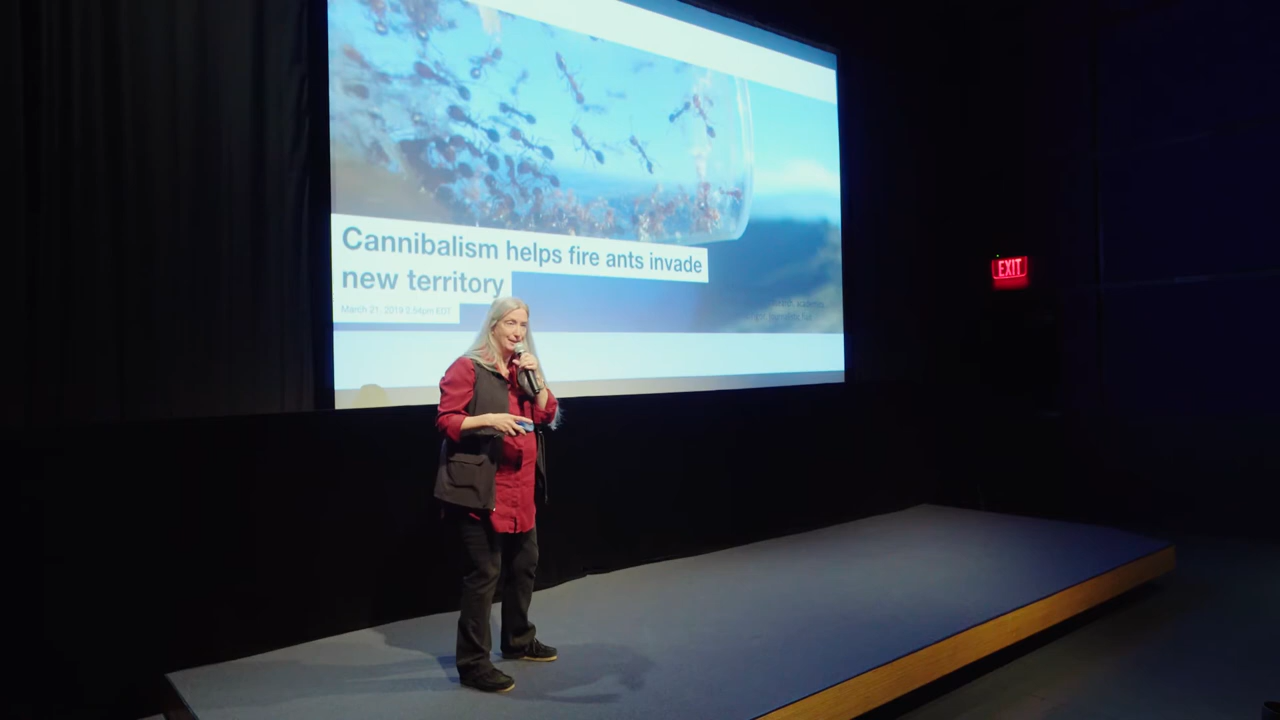 Cannibalism helps fire ants invade
new territory
March 21, 2019 2.54pm EDT
EXIT